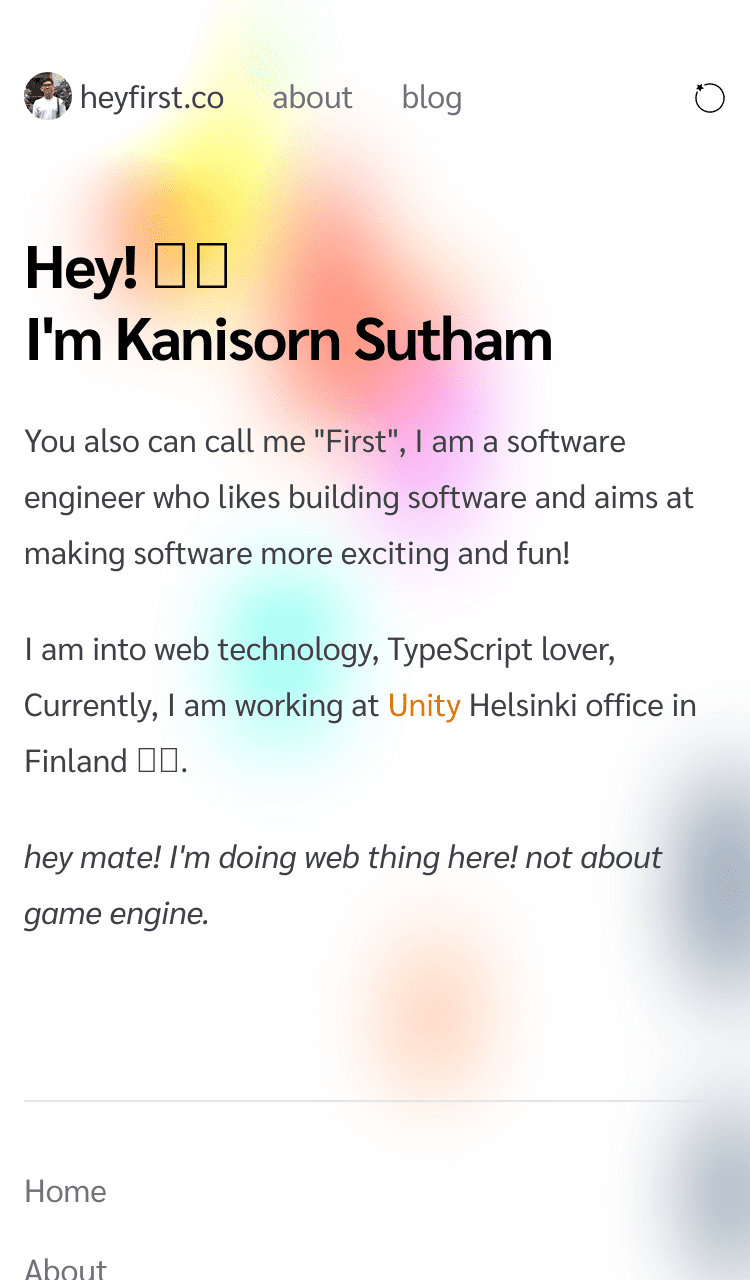 heyfirst.co about blog
Hey!
I'm Kanisorn Sutham
You also can call me "First", I am a software
engineer who likes building software and aims at
making software more exciting and fun!
I am into web technology, TypeScript lover,
Currently, I am working at Unity Helsinki office in
Finland .
hey mate! I'm doing web thing here! not about
game engine.
Home
About